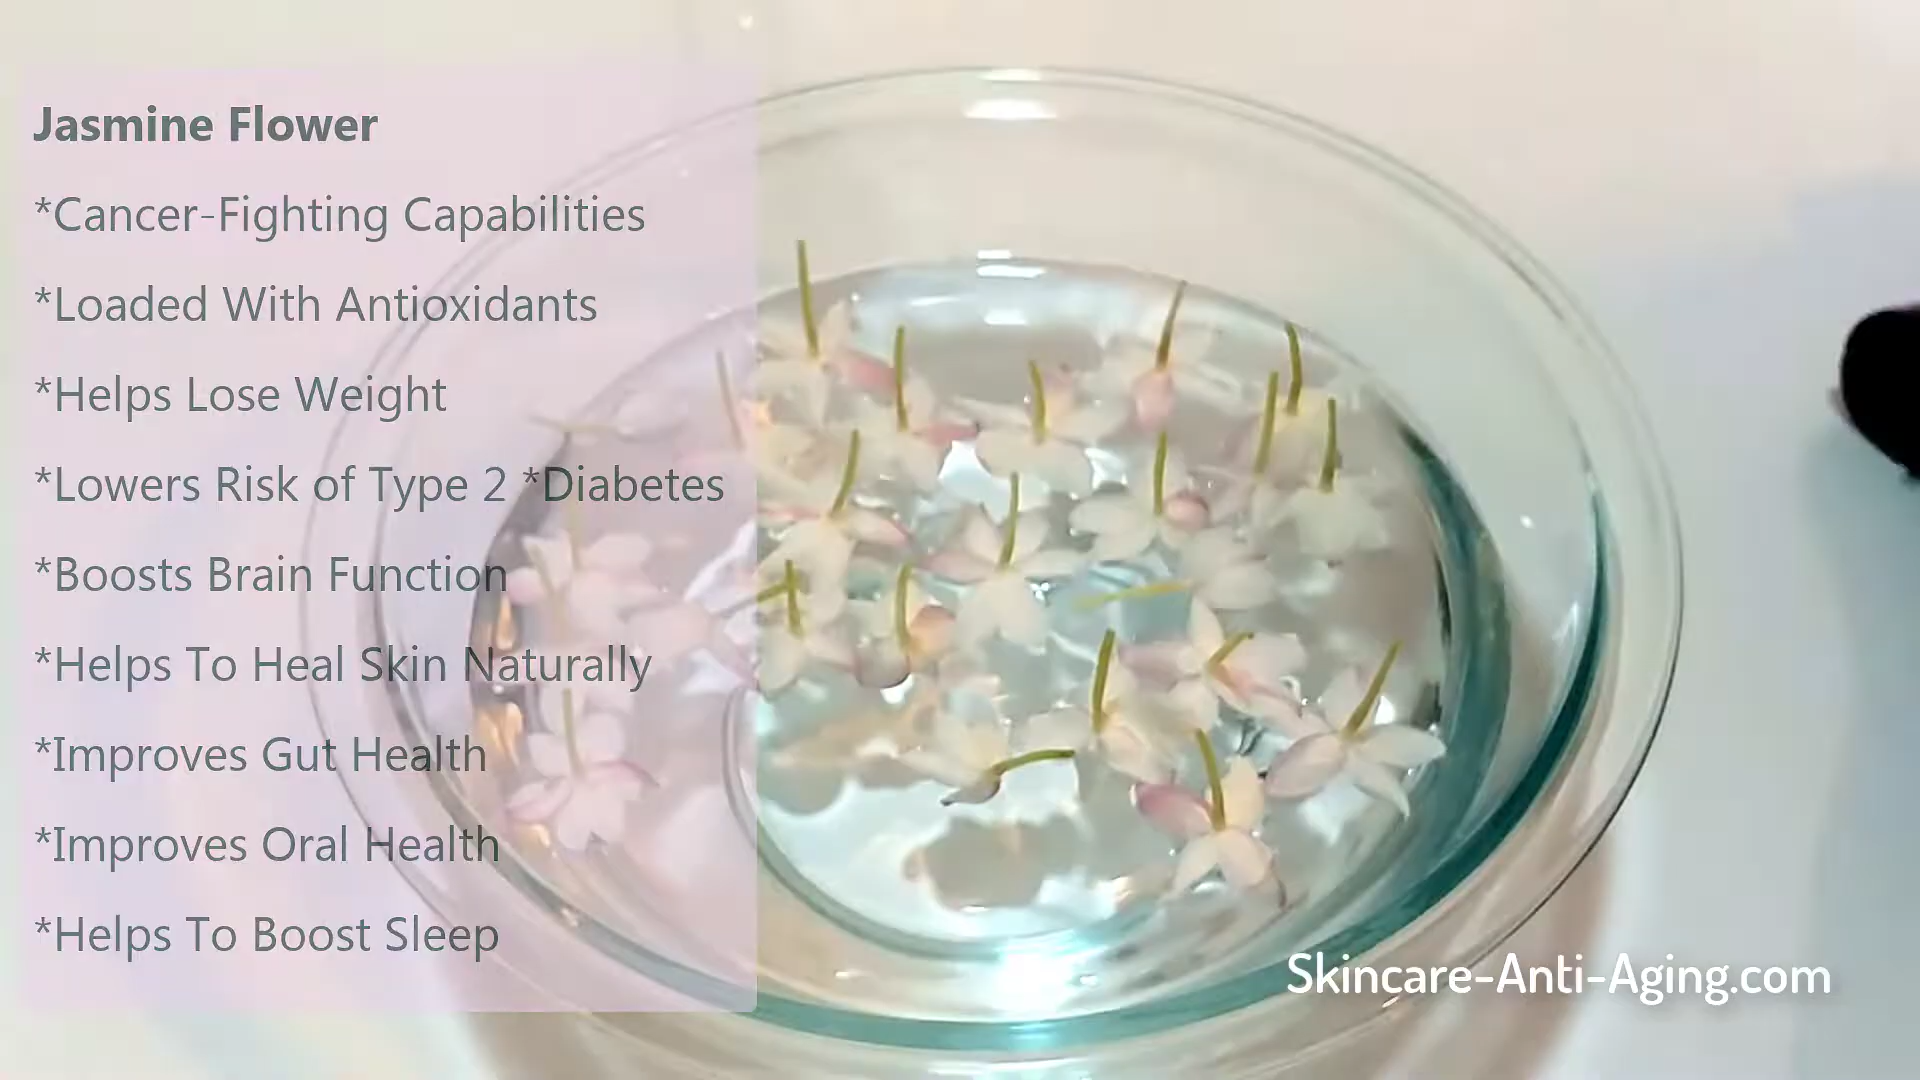 Jasmine Flower
*Cancer-Fighting Capabilities
*Loaded With Antioxidants
*Helps Lose Weight
*Lowers Risk of Type 2 *Diabetes
*Boosts Brain Function
*Helps To Heal Skin Naturally
*Improves Gut Health
*Improves Oral Health
*Helps To Boost Sleep
Skincare-Anti-Aging.com